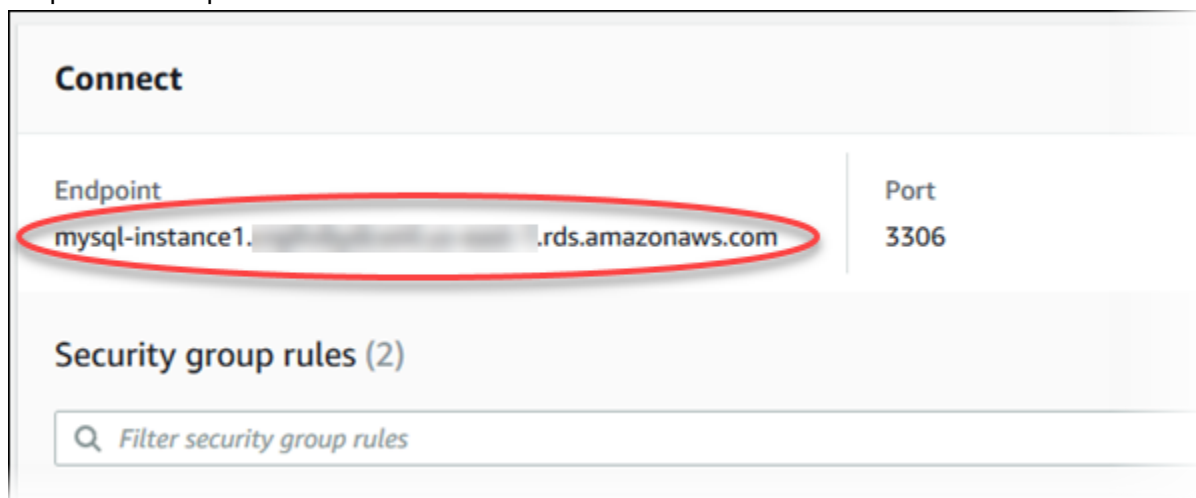 Connect
Endpoint
mysql-instance1. .rds.amazonaws.com
Port
3306
Security group rules (2)
Filter security group rules